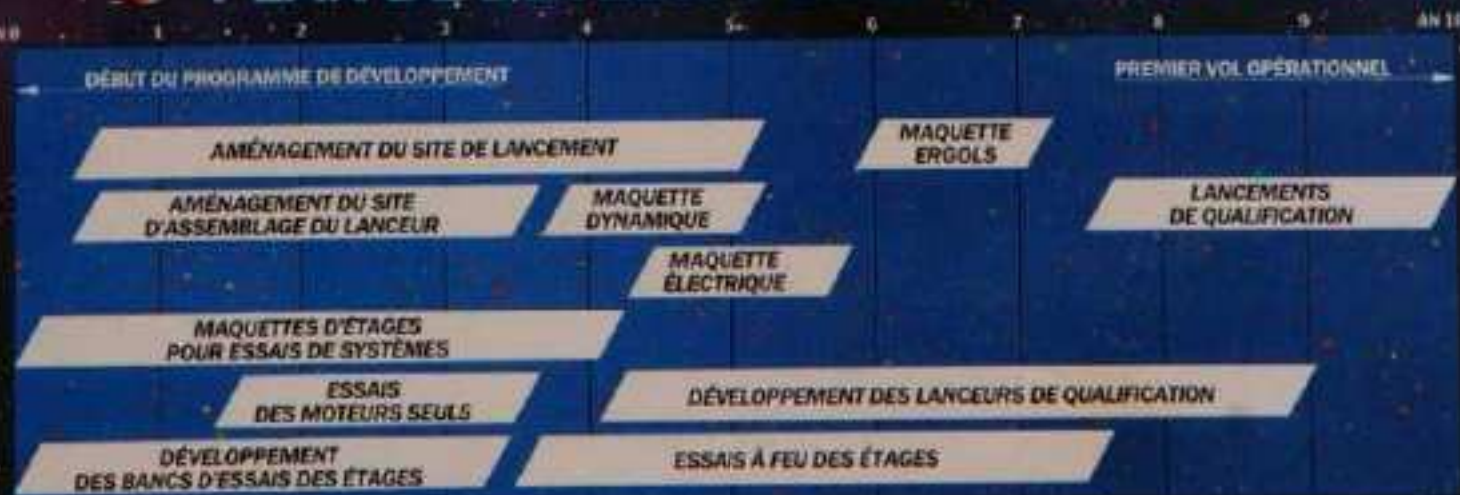 1 2 3 4 5 6 7 8 9 AN 10
DÉBUT DU PROGRAMME DE DÉVELOPPEMENT
PREMIER VOL OPÉRATIONNEL
AMÉNAGEMENT DU SITE DE LANCEMENT
MAQUETTE
ERGOLS
AMÉNAGEMENT DU SITE
D'ASSEMBLAGE DU LANCEUR
MAQUETTE
DYNAMIQUE
LANCEMENTS
DE QUALIFICATION
MAQUETTE
ÉLECTRIQUE
MAQUETTES D'ÉTAGES
POUR ESSAIS DE SYSTÈMES
ESSAIS
DES MOTEURS SEULS
DÉVELOPPEMENT DES LANCEURS DE QUALIFICATION
DÉVELOPPEMENT
DES BANCS D'ESSAIS DES ÉTAGES
ESSAIS À FEU DES ÉTAGES